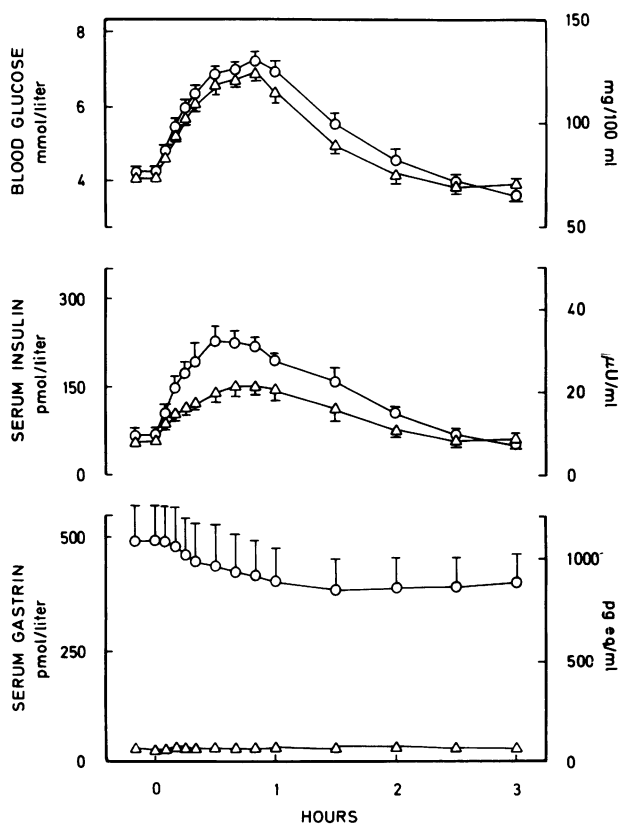 BLOOD GLUCOSE
mmol/liter
8
6
4
150
100
50
mg/100 ml
SERUM INSULIN
pmol/liter
300
150
0
40
20
0
µU/ml
SERUM GASTRIN
pmol/liter
500
250
0
1000
500
0
pg eq/ml
0
1
2
3
HOURS